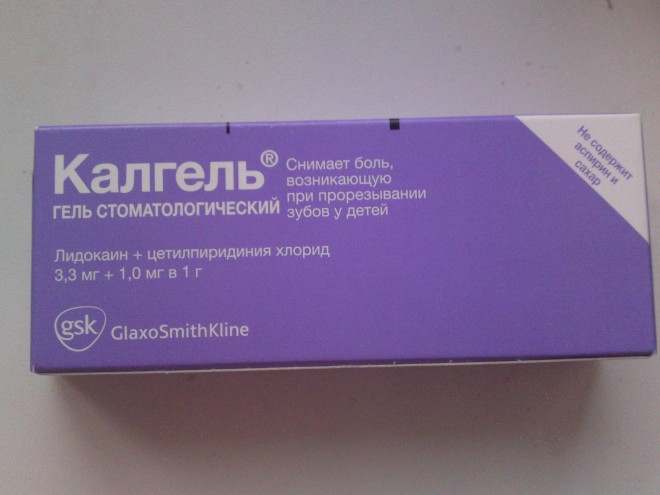 Калгель®
ГЕЛЬ СТОМАТОЛОГИЧЕСКИЙ
Снимает боль,
возникающую
при прорезывании
зубов у детей
Не содержит
аспирин и
сахар
Лидокаин + цетилпиридиния хлорид
3,3 мг + 1,0 мг в 1 г
gsk GlaxoSmithKline